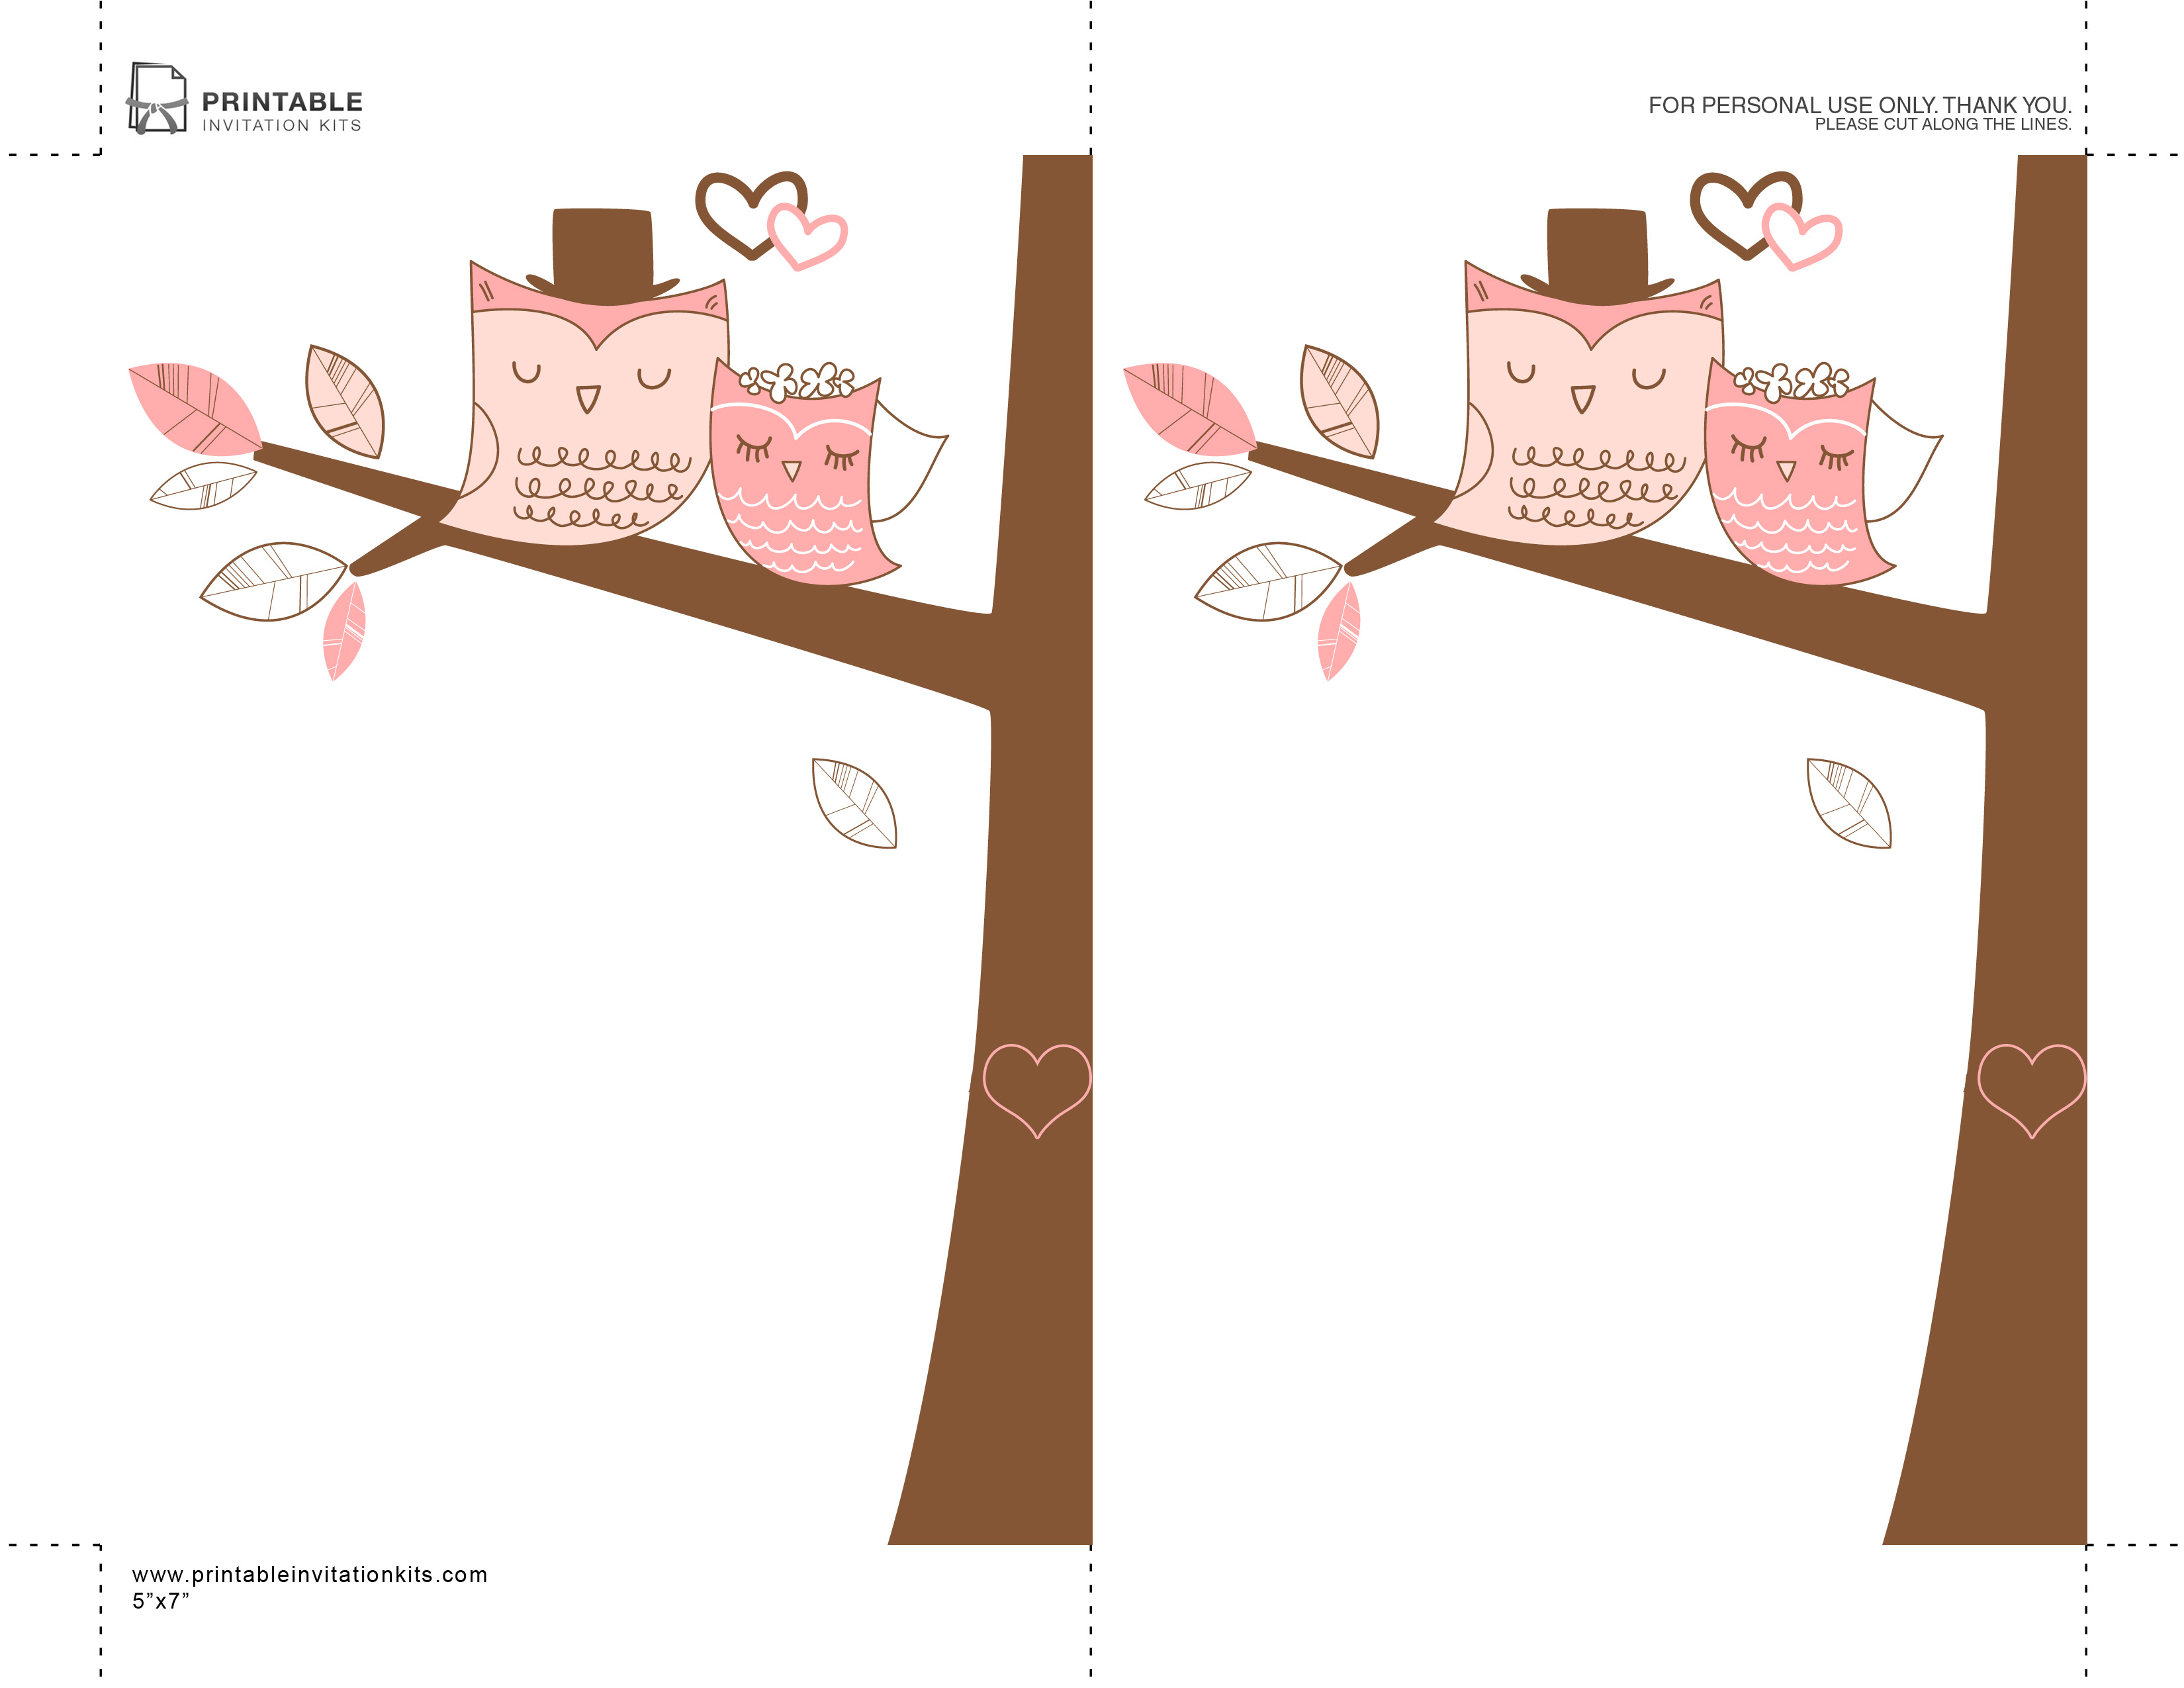 PRINTABLE
INVITATION KITS
FOR PERSONAL USE ONLY. THANK YOU.
PLEASE CUT ALONG THE LINES.
www.printableinvitationkits.com
5”x7”